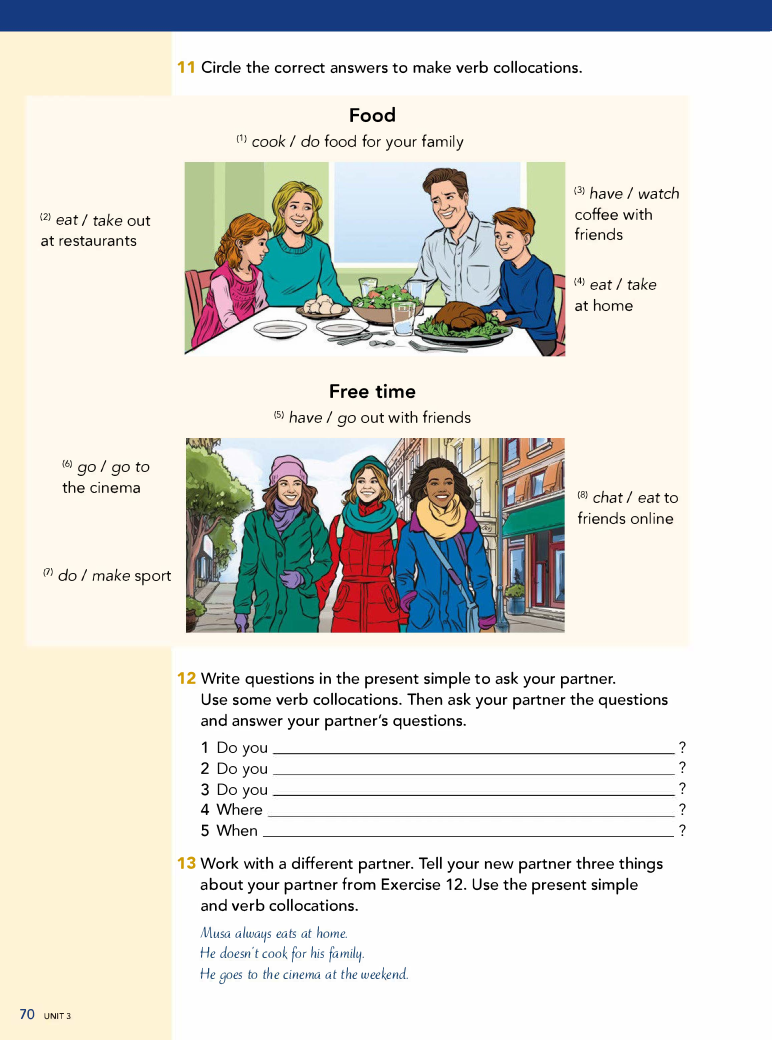 11 Circle the correct answers to make verb collocations.
Food
(1) cook / do food for your family
(2) eat / take out
at restaurants
(3) have / watch
coffee with
friends
(4) eat / take
at home
Free time
(5) have / go out with friends
(6) go / go to
the cinema
(7) do / make sport
(8) chat / eat to
friends online
12 Write questions in the present simple to ask your partner.
Use some verb collocations. Then ask your partner the questions
and answer your partner's questions.
1 Do you ?
2 Do you ?
3 Do you ?
4 Where ?
5 When ?
13 Work with a different partner. Tell your new partner three things
about your partner from Exercise 12. Use the present simple
and verb collocations.
Musa always eats at home.
He doesn't cook for his family.
He goes to the cinema at the weekend.
70 UNIT 3